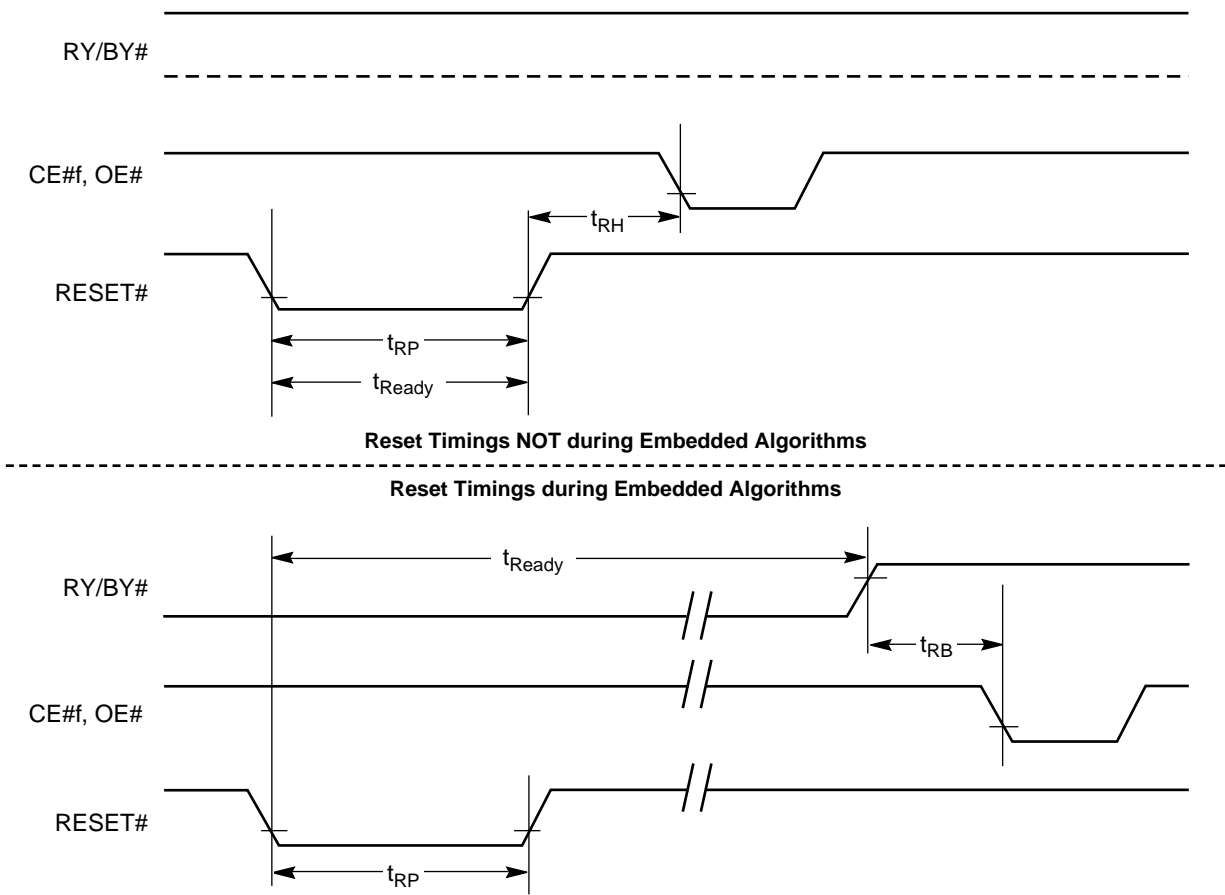 RY/BY#
CE#f, OE#
tRH
RESET#
tRP
tReady
Reset Timings NOT during Embedded Algorithms
Reset Timings during Embedded Algorithms
tReady
RY/BY#
tRB
CE#f, OE#
RESET#
tRP